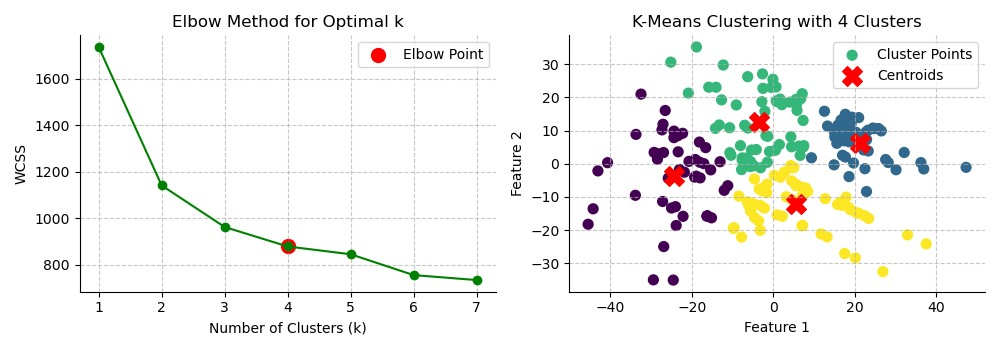 Elbow Method for Optimal k
WCSS
1600
1400
1200
1000
800
1
2
3
4
5
6
7
Number of Clusters (k)
Elbow Point
K-Means Clustering with 4 Clusters
Feature 2
30
20
10
0
−10
−20
−30
−40
−20
0
20
40
Feature 1
Cluster Points
Centroids